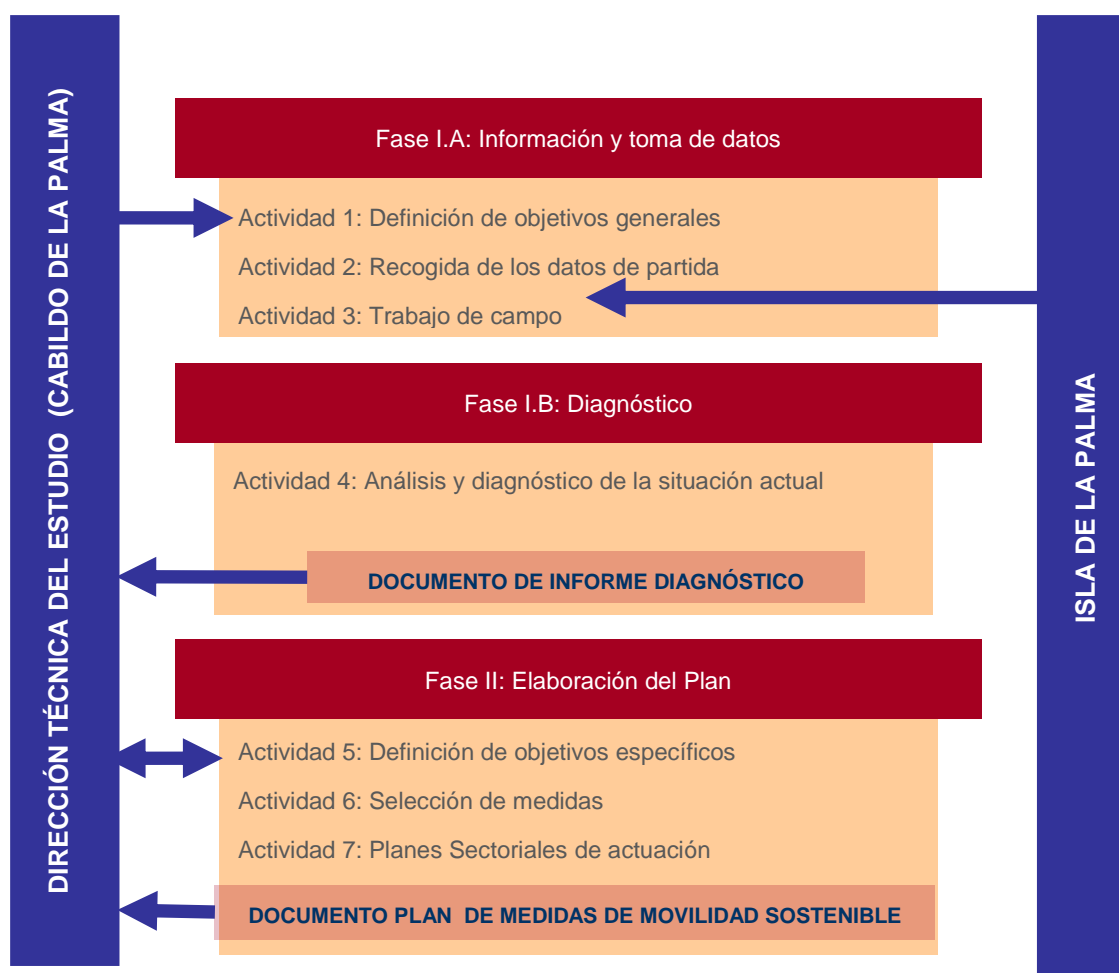 DIRECCIÓN TÉCNICA DEL ESTUDIO (CABILDO DE LA PALMA)
Fase I.A: Información y toma de datos
Actividad 1: Definición de objetivos generales
Actividad 2: Recogida de los datos de partida
Actividad 3: Trabajo de campo
Fase I.B: Diagnóstico
Actividad 4: Análisis y diagnóstico de la situación actual
DOCUMENTO DE INFORME DIAGNÓSTICO
Fase II: Elaboración del Plan
Actividad 5: Definición de objetivos específicos
Actividad 6: Selección de medidas
Actividad 7: Planes Sectoriales de actuación
DOCUMENTO PLAN DE MEDIDAS DE MOVILIDAD SOSTENIBLE
ISLA DE LA PALMA